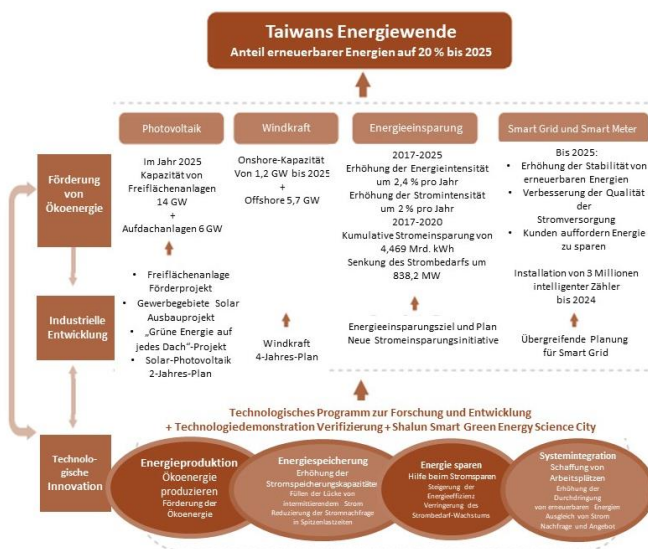 Taiwans Energiewende
Anteil erneuerbarer Energien auf 20 % bis 2025
Photovoltaik
Windkraft
Energieeinsparung
Smart Grid und Smart Meter
Förderung
von
Ökoenergie
Im Jahr 2025
Kapazität von
Freiflächenanlagen
14 GW
+
Aufdachanlagen 6 GW
Onshore-Kapazität
Von 1,2 GW bis 2025
+
Offshore 5,7 GW
2017-2025
Erhöhung der Energieintensität
um 2,4 % pro Jahr
Erhöhung der Stromintensität
um 2 % pro Jahr
2017-2020
Kumulative Stromeinsparung von
4,469 Mrd. kWh
Senkung des Strombedarfs um
838,2 MW
Bis 2025:
• Erhöhung der Stabilität von
erneuerbaren Energien
• Verbesserung der Qualität
der
Stromversorgung
• Kunden auffordern Energie
zu sparen
Installation von 3 Millionen
intelligenter Zähler
bis 2024
Industrielle
Entwicklung
• Freiflächenanlage
Förderprojekt
• Gewerbegebiete Solar
Ausbauprojekt
• „Grüne Energie auf
jedes Dach“-Projekt
• Solar-Photovoltaik
2-Jahres-Plan
Windkraft
4-Jahres-Plan
Energieeinsparungsziel und Plan
Neue Stromeinsparungsinitiative
Übergreifende Planung
für Smart Grid
Technologisches Programm zur Forschung und Entwicklung
+ Technologiedemonstration Verifizierung + Shalun Smart Green Energy Science City
Technolo-
gische
Innovation
Energieproduktion
Ökoenergie
produzieren
Förderung der
Ökoenergie
Energiespeicherung
Erhöhung der
Stromspeicherungskapazitäten
Füllen der Lücke von
intermittierendem Strom
Reduzierung der Stromnachfrage
in Spitzenlastzeiten
Energie sparen
Hilfe beim Stromsparen
Steigerung der
Energieeffizienz
Verringerung des
Strombedarf-Wachstums
Systemintegration
Schaffung von
Arbeitsplätzen
Erhöhung der
Durchdringung
von erneuerbaren Energien
Ausgleich von Strom
Nachfrage und Angebot